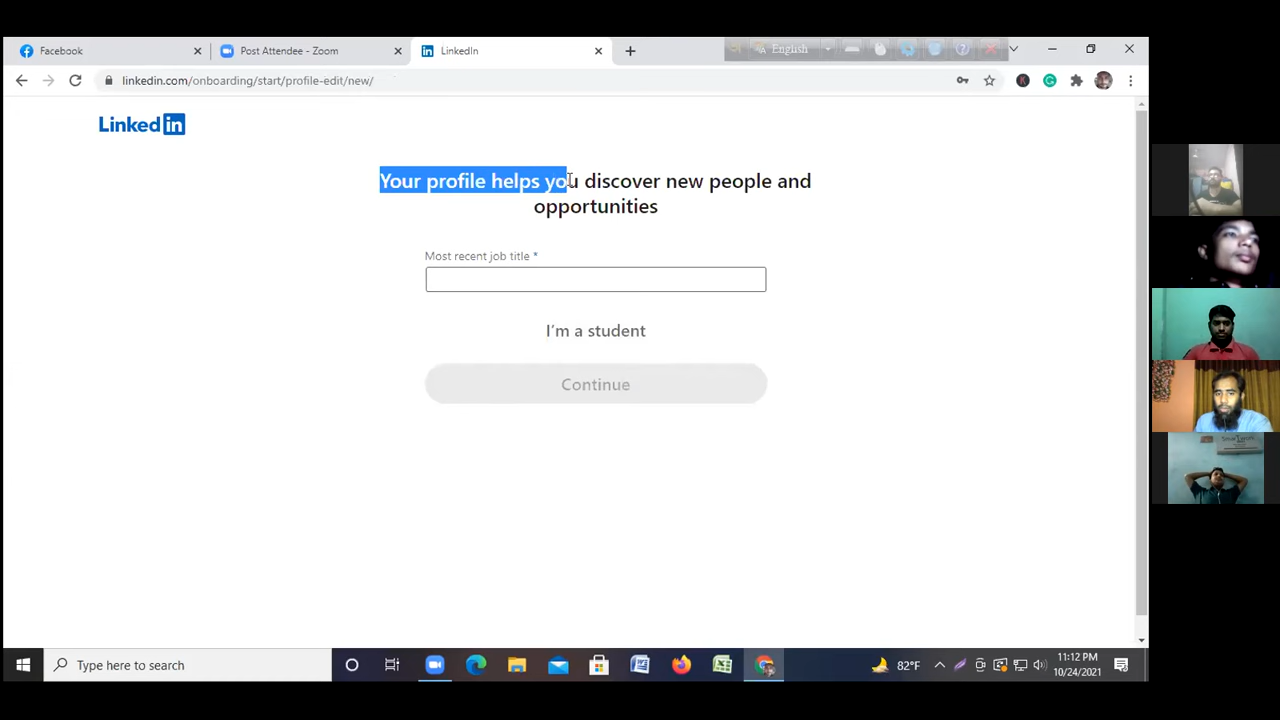 Facebook
Post Attendee - Zoom
LinkedIn
English
linkedin.com/onboarding/start/profile-edit/new/
Linked in
Your profile helps you discover new people and
opportunities
Most recent job title *
I'm a student
Continue
Type here to search
82°F
11:12 PM
10/24/2021